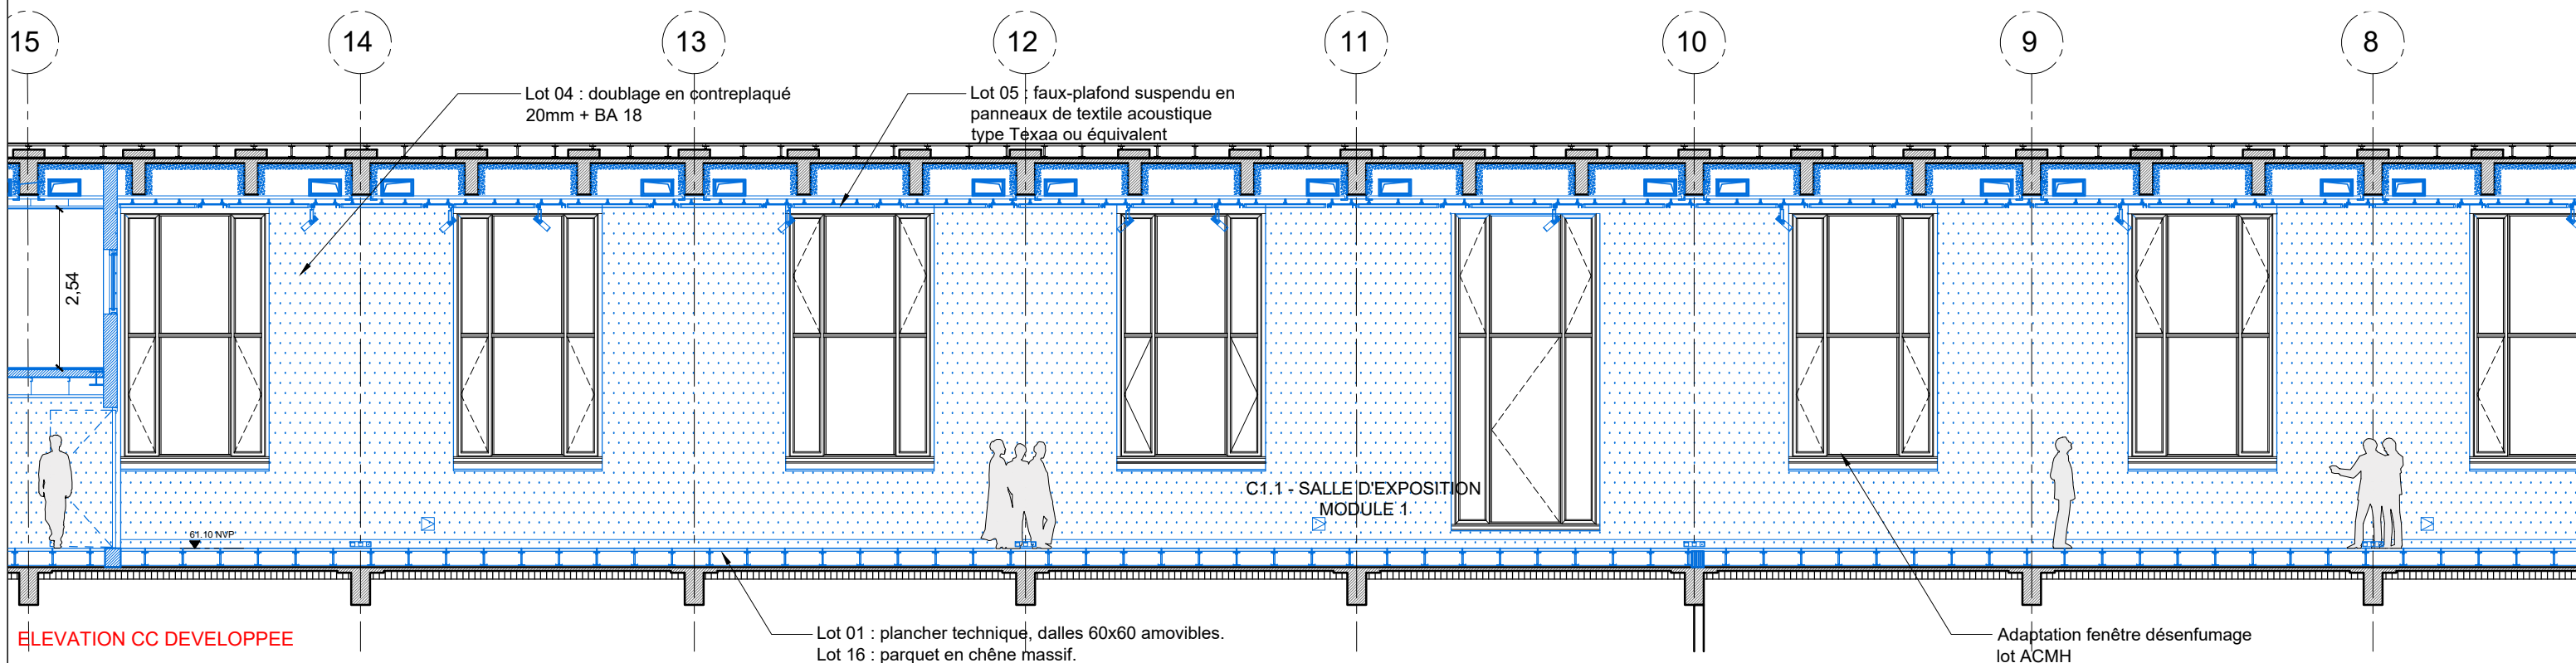 15
14
13
12
11
10
9
8
Lot 04 : doublage en contreplaqué
20mm + BA 18
Lot 05 : faux-plafond suspendu en
panneaux de textile acoustique
type Texaa ou équivalent
2,54
C1.1 - SALLE D'EXPOSITION
MODULE 1
61.10 NVP
ELEVATION CC DEVELOPPEE
Lot 01 : plancher technique, dalles 60x60 amovibles.
Lot 16 : parquet en chêne massif.
Adaptation fenêtre désenfumage
lot ACMH